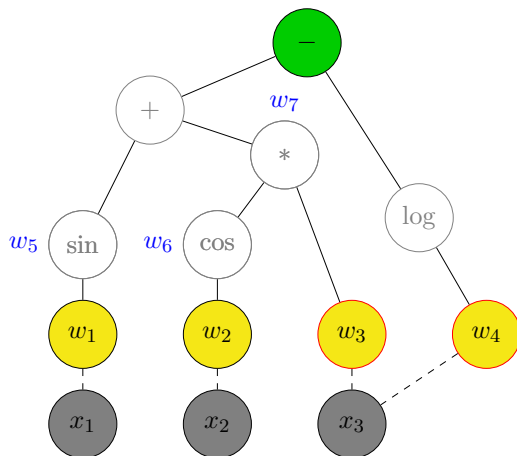 −
+
w₇
*
log
w₅ sin w₆ cos
w₁ w₂ w₃ w₄
x₁ x₂ x₃